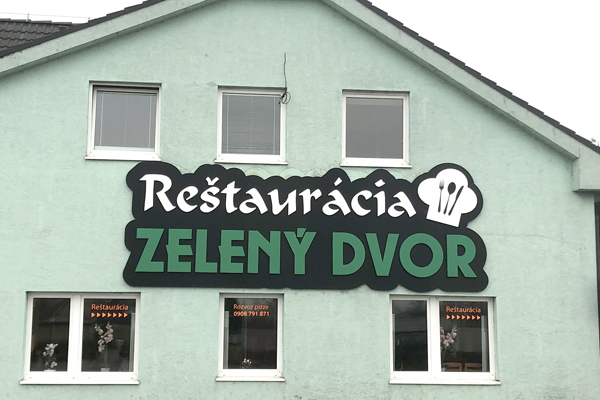 Reštaurácia
ZELENÝ DVOR
Reštaurácia
Rozvoz pizze
0908 791 871
Reštaurácia